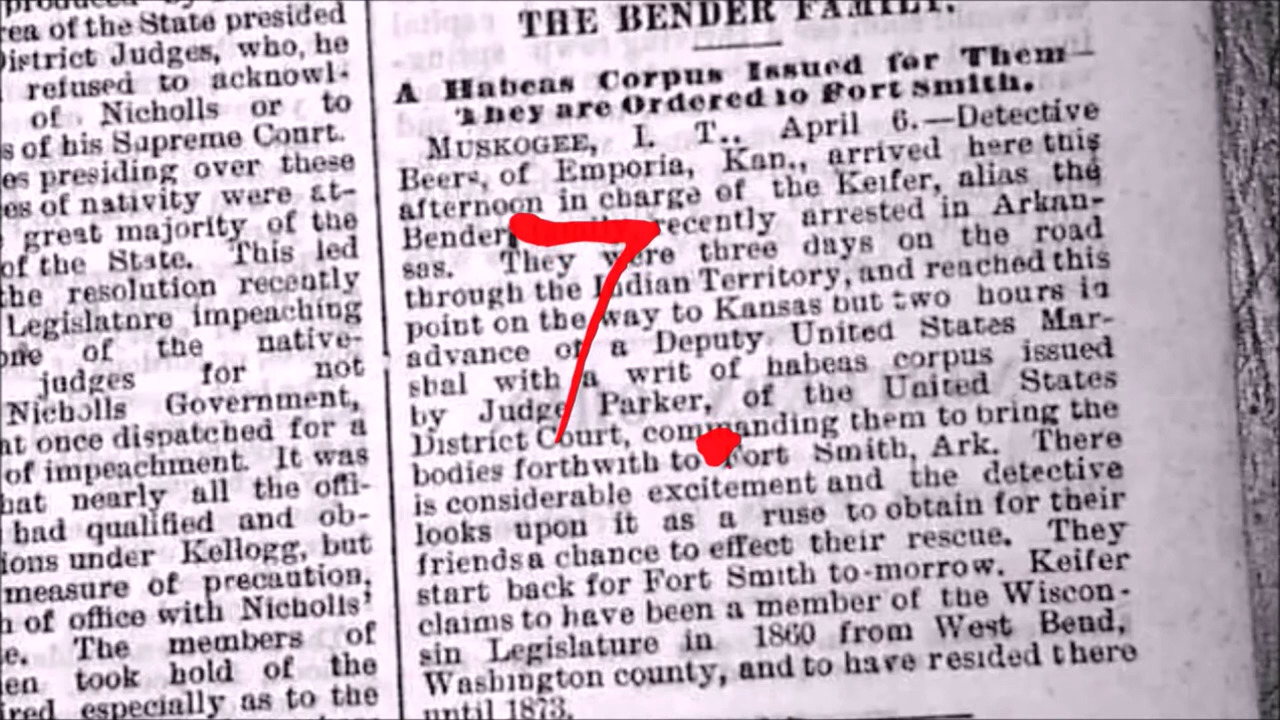 produced by
rea of the State presided
District Judges, who, he
refused to acknowl-
of Nicholls or to
s of his Supreme Court.
es presiding over these
es of nativity were at-
great majority of the
of the State. This led
the resolution recently
Legislature impeaching
one of the native-
judges for not
Nicholls Government,
at once dispatched for a
of impeachment. It was
hat nearly all the offi-
had qualified and ob-
ions under Kellogg, but
measure of precaution,
h of office with Nicholls'
e. The members of
en took hold of the
ired especially as to the
THE BENDER FAMILY.
A Habeas Corpus Issued for Them—
They are Ordered to Fort Smith.
MUSKOGEE, I. T., April 6.—Detective
Beers, of Emporia, Kan., arrived here this
afternoon in charge of the Keifer, alias the
Bender recently arrested in Arkan-
sas. They were three days on the road
through the Indian Territory, and reached this
point on the way to Kansas but two hours in
advance of a Deputy United States Mar-
shal with a writ of habeas corpus issued
by Judge Parker, of the United States
District Court, commanding them to bring the
bodies forthwith to Fort Smith, Ark. There
is considerable excitement and the detective
looks upon it as a ruse to obtain for their
friends a chance to effect their rescue. They
start back for Fort Smith to-morrow. Keifer
claims to have been a member of the Wiscon-
sin Legislature in 1860 from West Bend,
Washington county, and to have resided there
until 1873.
7.